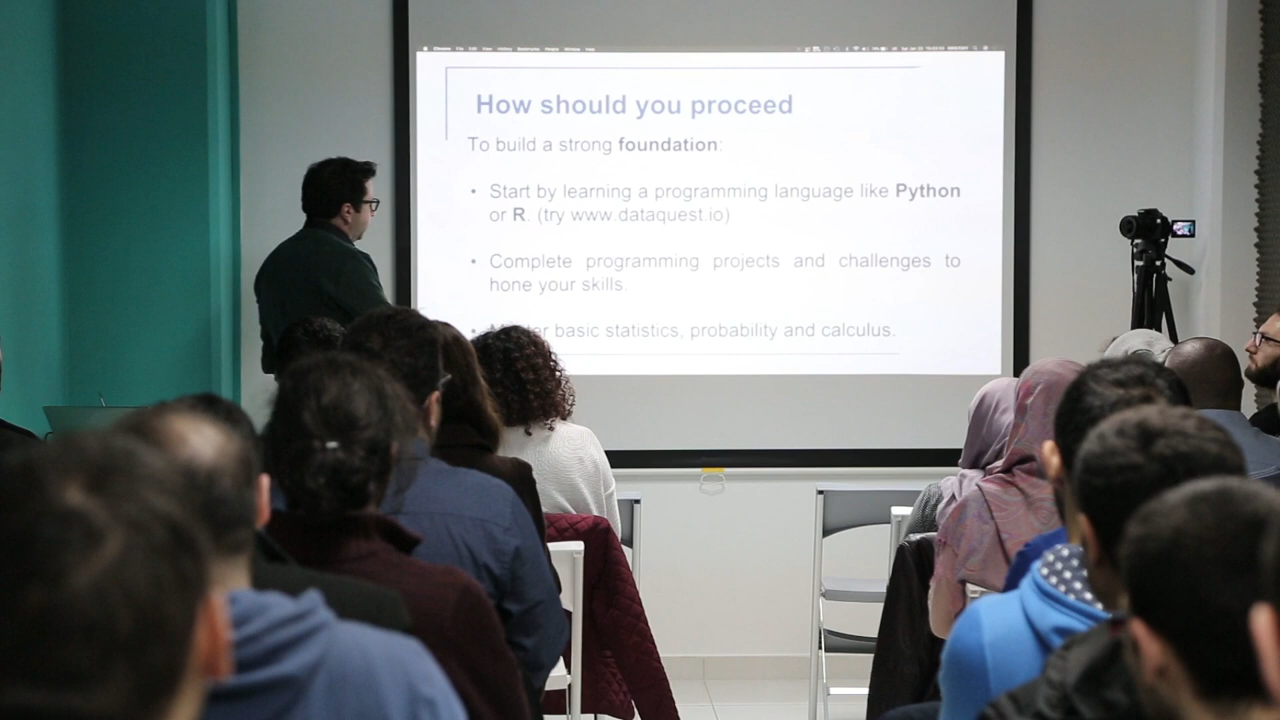 How should you proceed
To build a strong foundation:
• Start by learning a programming language like Python
or R. (try www.dataquest.io)
• Complete programming projects and challenges to
hone your skills.
• basic statistics, probability and calculus.